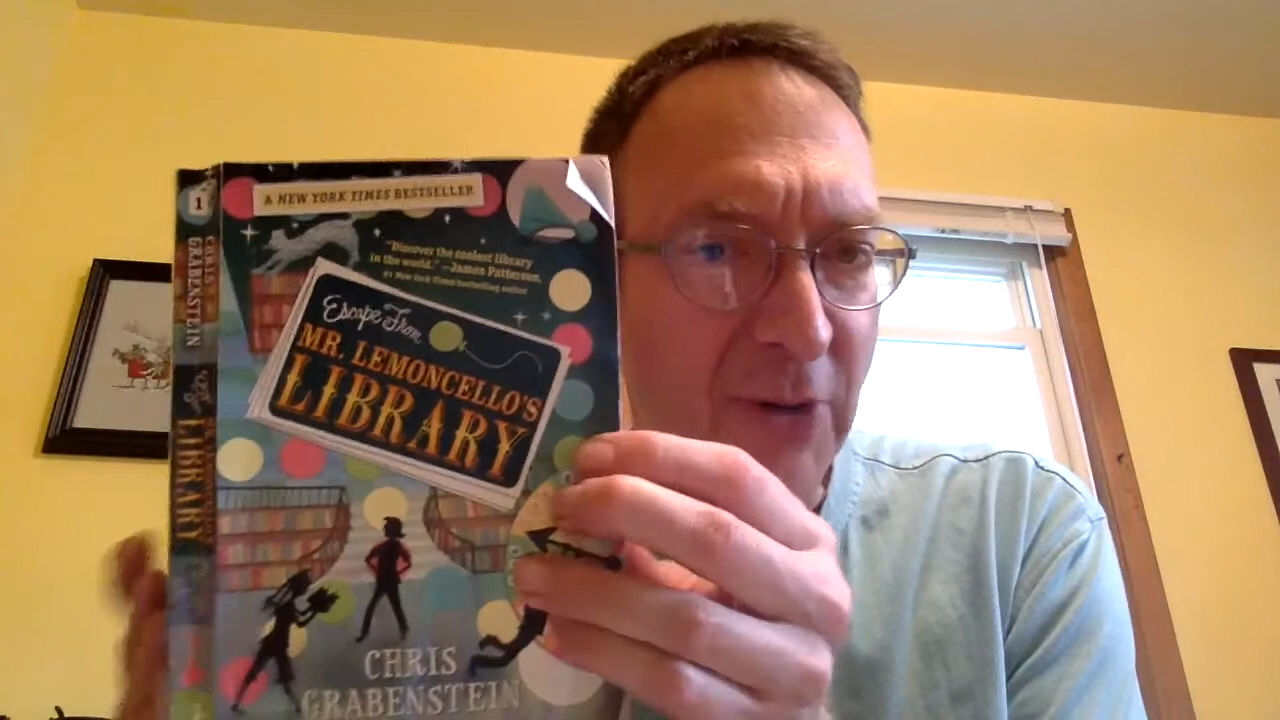 A NEW YORK TIMES BESTSELLER
"Discover the coolest library
in the world." —James Patterson,
#1 New York Times bestselling author
Escape From
MR. LEMONCELLO'S
LIBRARY
CHRIS
GRABENSTEIN
1
CHRIS
GRABENSTEIN
LIBRARY